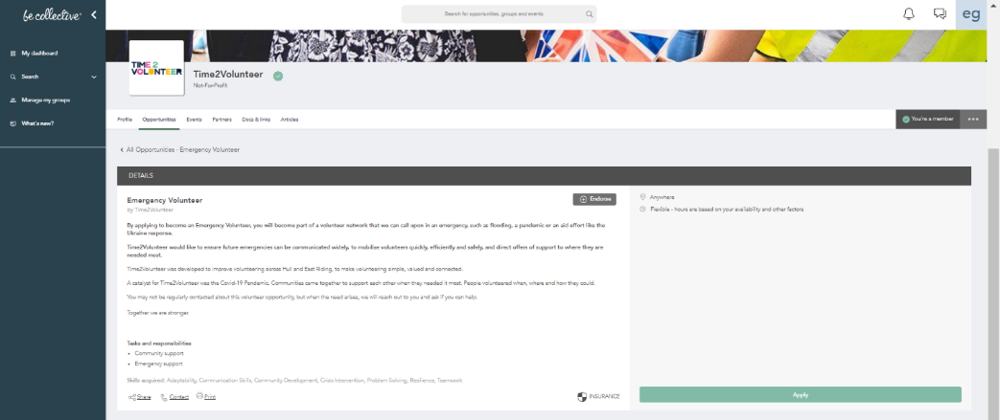 be collective
Search for opportunities, groups and events
eg
My dashboard
Search
Manage my groups
What's new?
TIME 2
VOLUNTEER
Time2Volunteer
Not-For-Profit
Profile Opportunities Events Partners Docs & links Articles
You're a member
All Opportunities - Emergency Volunteer
DETAILS
Emergency Volunteer
by Time2Volunteer
Endorse
By applying to become an Emergency Volunteer, you will become part of a volunteer network that we can call upon in an emergency, such as flooding, a pandemic or an aid effort like the
Ukraine response.
Time2Volunteer would like to ensure future emergencies can be communicated widely, to mobilise volunteers quickly, efficiently and safely, and direct offers of support to where they are
needed most.
Time2Volunteer was developed to improve volunteering across Hull and East Riding, to make volunteering simple, valued and connected.
A catalyst for Time2Volunteer was the Covid-19 Pandemic. Communities came together to support each other when they needed it most. People volunteered when, where and how they could.
You may not be regularly contacted about this volunteer opportunity, but when the need arises, we will reach out to you and ask if you can help.
Together we are stronger.
Tasks and responsibilities
• Community support
• Emergency support
Skills acquired: Adaptability, Communication Skills, Community Development, Crisis Intervention, Problem Solving, Resilience, Teamwork
Share Contact Print
INSURANCE
Anywhere
Flexible - hours are based on your availability and other factors
Apply